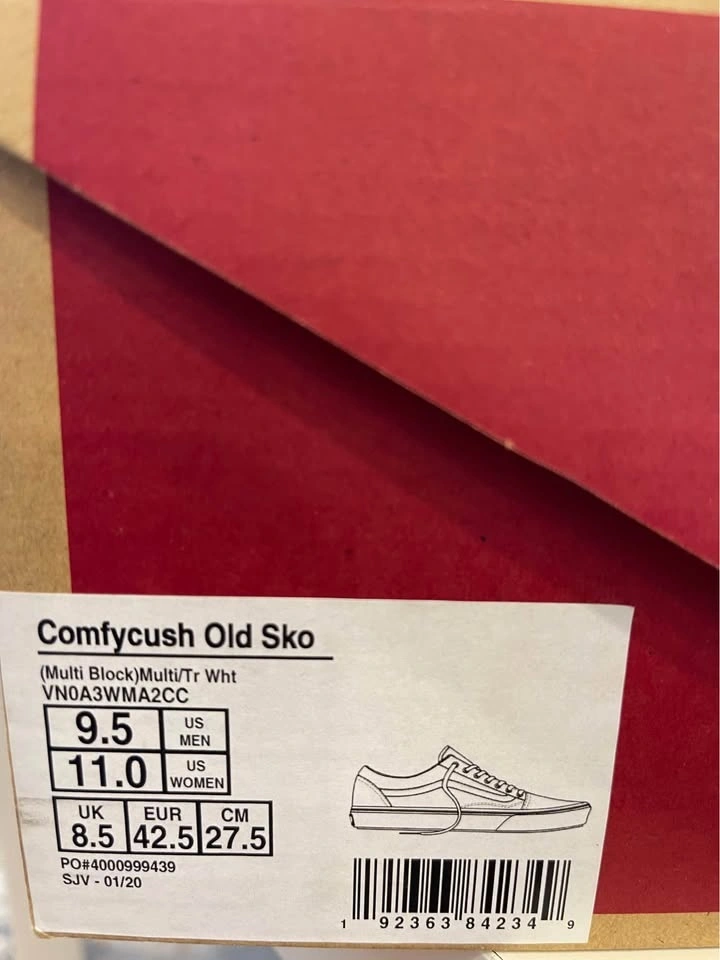 Comfycush Old Sko
(Multi Block)Multi/Tr Wht
VN0A3WMA2CC
9.5 US MEN
11.0 US WOMEN
UK EUR CM
8.5 42.5 27.5
PO#4000999439
SJV - 01/20
1 92363 84234 9